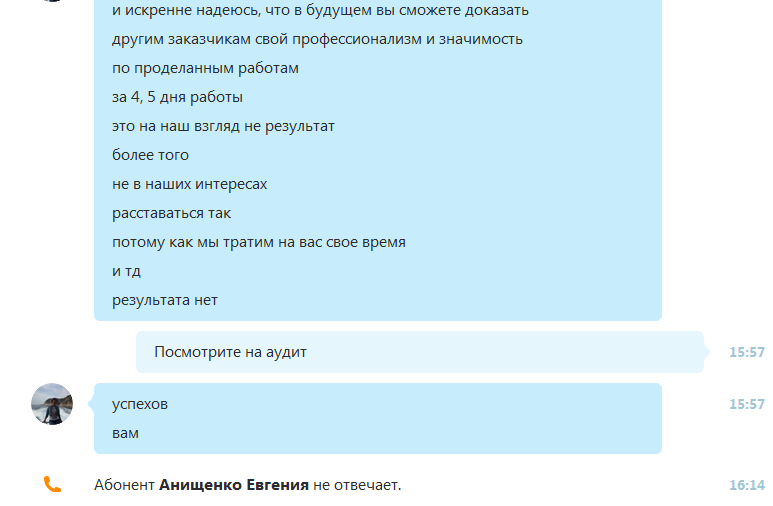 и искренне надеюсь, что в будущем вы сможете доказать
другим заказчикам свой профессионализм и значимость
по проделанным работам
за 4, 5 дня работы
это на наш взгляд не результат
более того
не в наших интересах
расставаться так
потому как мы тратим на вас свое время
и тд
результата нет
Посмотрите на аудит 15:57
успехов 15:57
вам
Абонент Анищенко Евгения не отвечает. 16:14